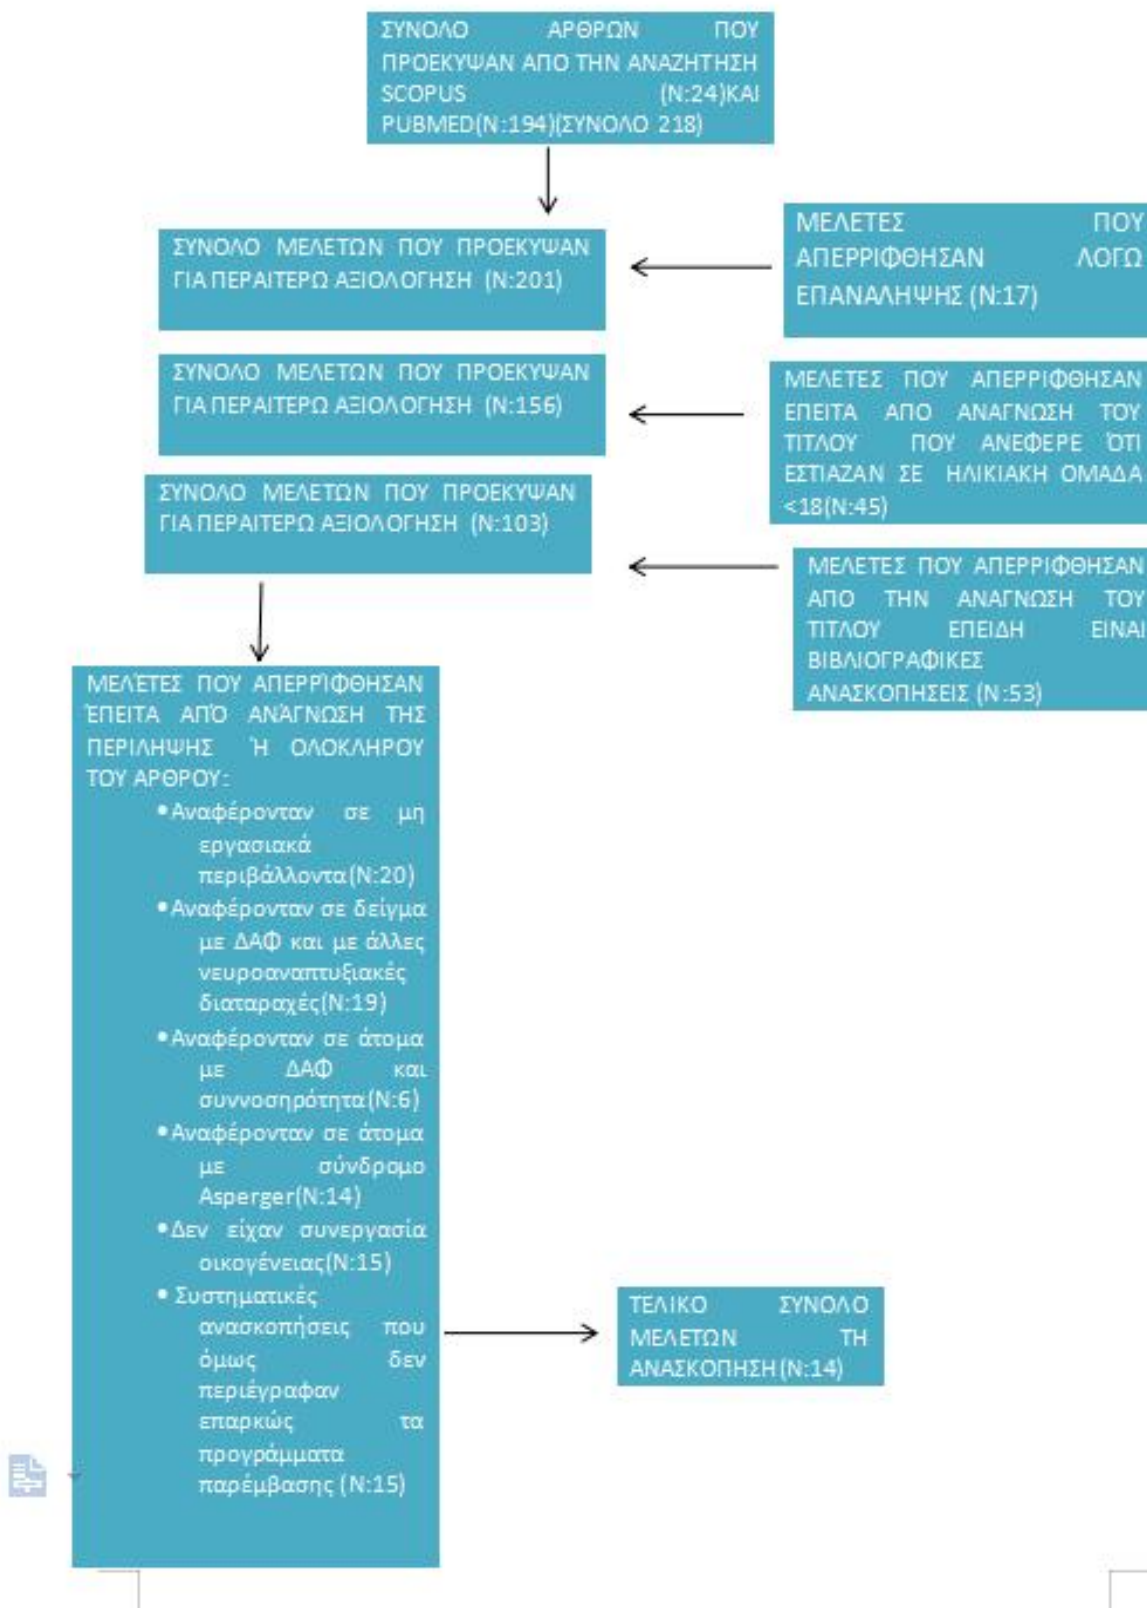 ΣΥΝΟΛΟ ΑΡΘΡΩΝ ΠΟΥ
ΠΡΟΕΚΥΨΑΝ ΑΠΟ ΤΗΝ ΑΝΑΖΗΤΗΣΗ
SCOPUS (N:24)ΚΑΙ
PUBMED(N:194)(ΣΥΝΟΛΟ 218)
ΣΥΝΟΛΟ ΜΕΛΕΤΩΝ ΠΟΥ ΠΡΟΕΚΥΨΑΝ
ΓΙΑ ΠΕΡΑΙΤΕΡΩ ΑΞΙΟΛΟΓΗΣΗ (N:201)
ΜΕΛΕΤΕΣ ΠΟΥ
ΑΠΕΡΡΙΦΘΗΣΑΝ ΛΟΓΩ
ΕΠΑΝΑΛΗΨΗΣ (N:17)
ΣΥΝΟΛΟ ΜΕΛΕΤΩΝ ΠΟΥ ΠΡΟΕΚΥΨΑΝ
ΓΙΑ ΠΕΡΑΙΤΕΡΩ ΑΞΙΟΛΟΓΗΣΗ (N:156)
ΜΕΛΕΤΕΣ ΠΟΥ ΑΠΕΡΡΙΦΘΗΣΑΝ
ΕΠΕΙΤΑ ΑΠΟ ΑΝΑΓΝΩΣΗ ΤΟΥ
ΤΙΤΛΟΥ ΠΟΥ ΑΝΕΦΕΡΕ ΌΤΙ
ΕΣΤΙΑΖΑΝ ΣΕ ΗΛΙΚΙΑΚΗ ΟΜΑΔΑ
<18(N:45)
ΣΥΝΟΛΟ ΜΕΛΕΤΩΝ ΠΟΥ ΠΡΟΕΚΥΨΑΝ
ΓΙΑ ΠΕΡΑΙΤΕΡΩ ΑΞΙΟΛΟΓΗΣΗ (N:103)
ΜΕΛΕΤΕΣ ΠΟΥ ΑΠΕΡΡΙΦΘΗΣΑΝ
ΑΠΟ ΤΗΝ ΑΝΑΓΝΩΣΗ ΤΟΥ
ΤΙΤΛΟΥ ΕΠΕΙΔΗ ΕΙΝΑΙ
ΒΙΒΛΙΟΓΡΑΦΙΚΕΣ
ΑΝΑΣΚΟΠΗΣΕΙΣ (N:53)
ΜΕΛΈΤΕΣ ΠΟΥ ΑΠΕΡΡΊΦΘΗΣΑΝ
ΈΠΕΙΤΑ ΑΠΌ ΑΝΆΓΝΩΣΗ ΤΗΣ
ΠΕΡΙΛΗΨΗΣ Ή ΟΛΟΚΛΗΡΟΥ
ΤΟΥ ΑΡΘΡΟΥ:
•Αναφέρονταν σε μη
εργασιακά
περιβάλλοντα(N:20)
•Αναφέρονταν σε δείγμα
με ΔΑΦ και με άλλες
νευροαναπτυξιακές
διαταραχές(N:19)
•Αναφέρονταν σε άτομα
με ΔΑΦ και
συννοσηρότητα(N:6)
•Αναφέρονταν σε άτομα
με σύνδρομο
Asperger(N:14)
•Δεν είχαν συνεργασία
οικογένειας(N:15)
• Συστηματικές
ανασκοπήσεις που
όμως δεν
περιέγραφαν
επαρκώς τα
προγράμματα
παρέμβασης (N:15)
ΤΕΛΙΚΟ ΣΥΝΟΛΟ
ΜΕΛΕΤΩΝ ΤΗ
ΑΝΑΣΚΟΠΗΣΗ (N:14)